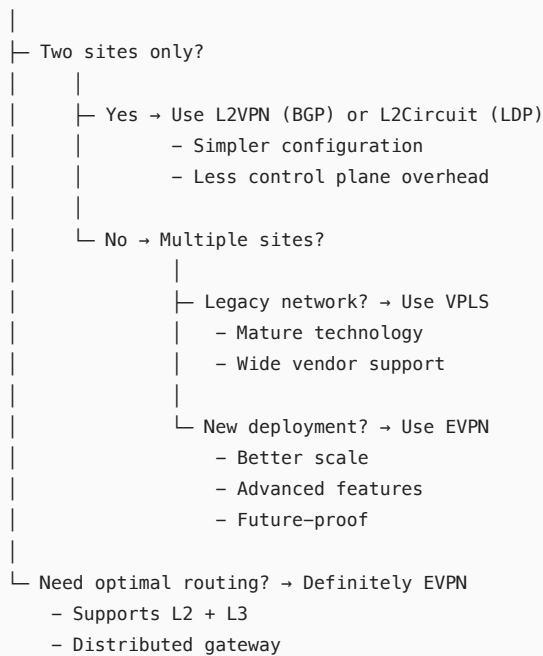 │
├─ Two sites only?
│      │
│      ├─ Yes → Use L2VPN (BGP) or L2Circuit (LDP)
│      │         - Simpler configuration
│      │         - Less control plane overhead
│      │
│      └─ No → Multiple sites?
│                │
│                ├─ Legacy network? → Use VPLS
│                │   - Mature technology
│                │   - Wide vendor support
│                │
│                └─ New deployment? → Use EVPN
│                    - Better scale
│                    - Advanced features
│                    - Future-proof
│
└─ Need optimal routing? → Definitely EVPN
    - Supports L2 + L3
    - Distributed gateway